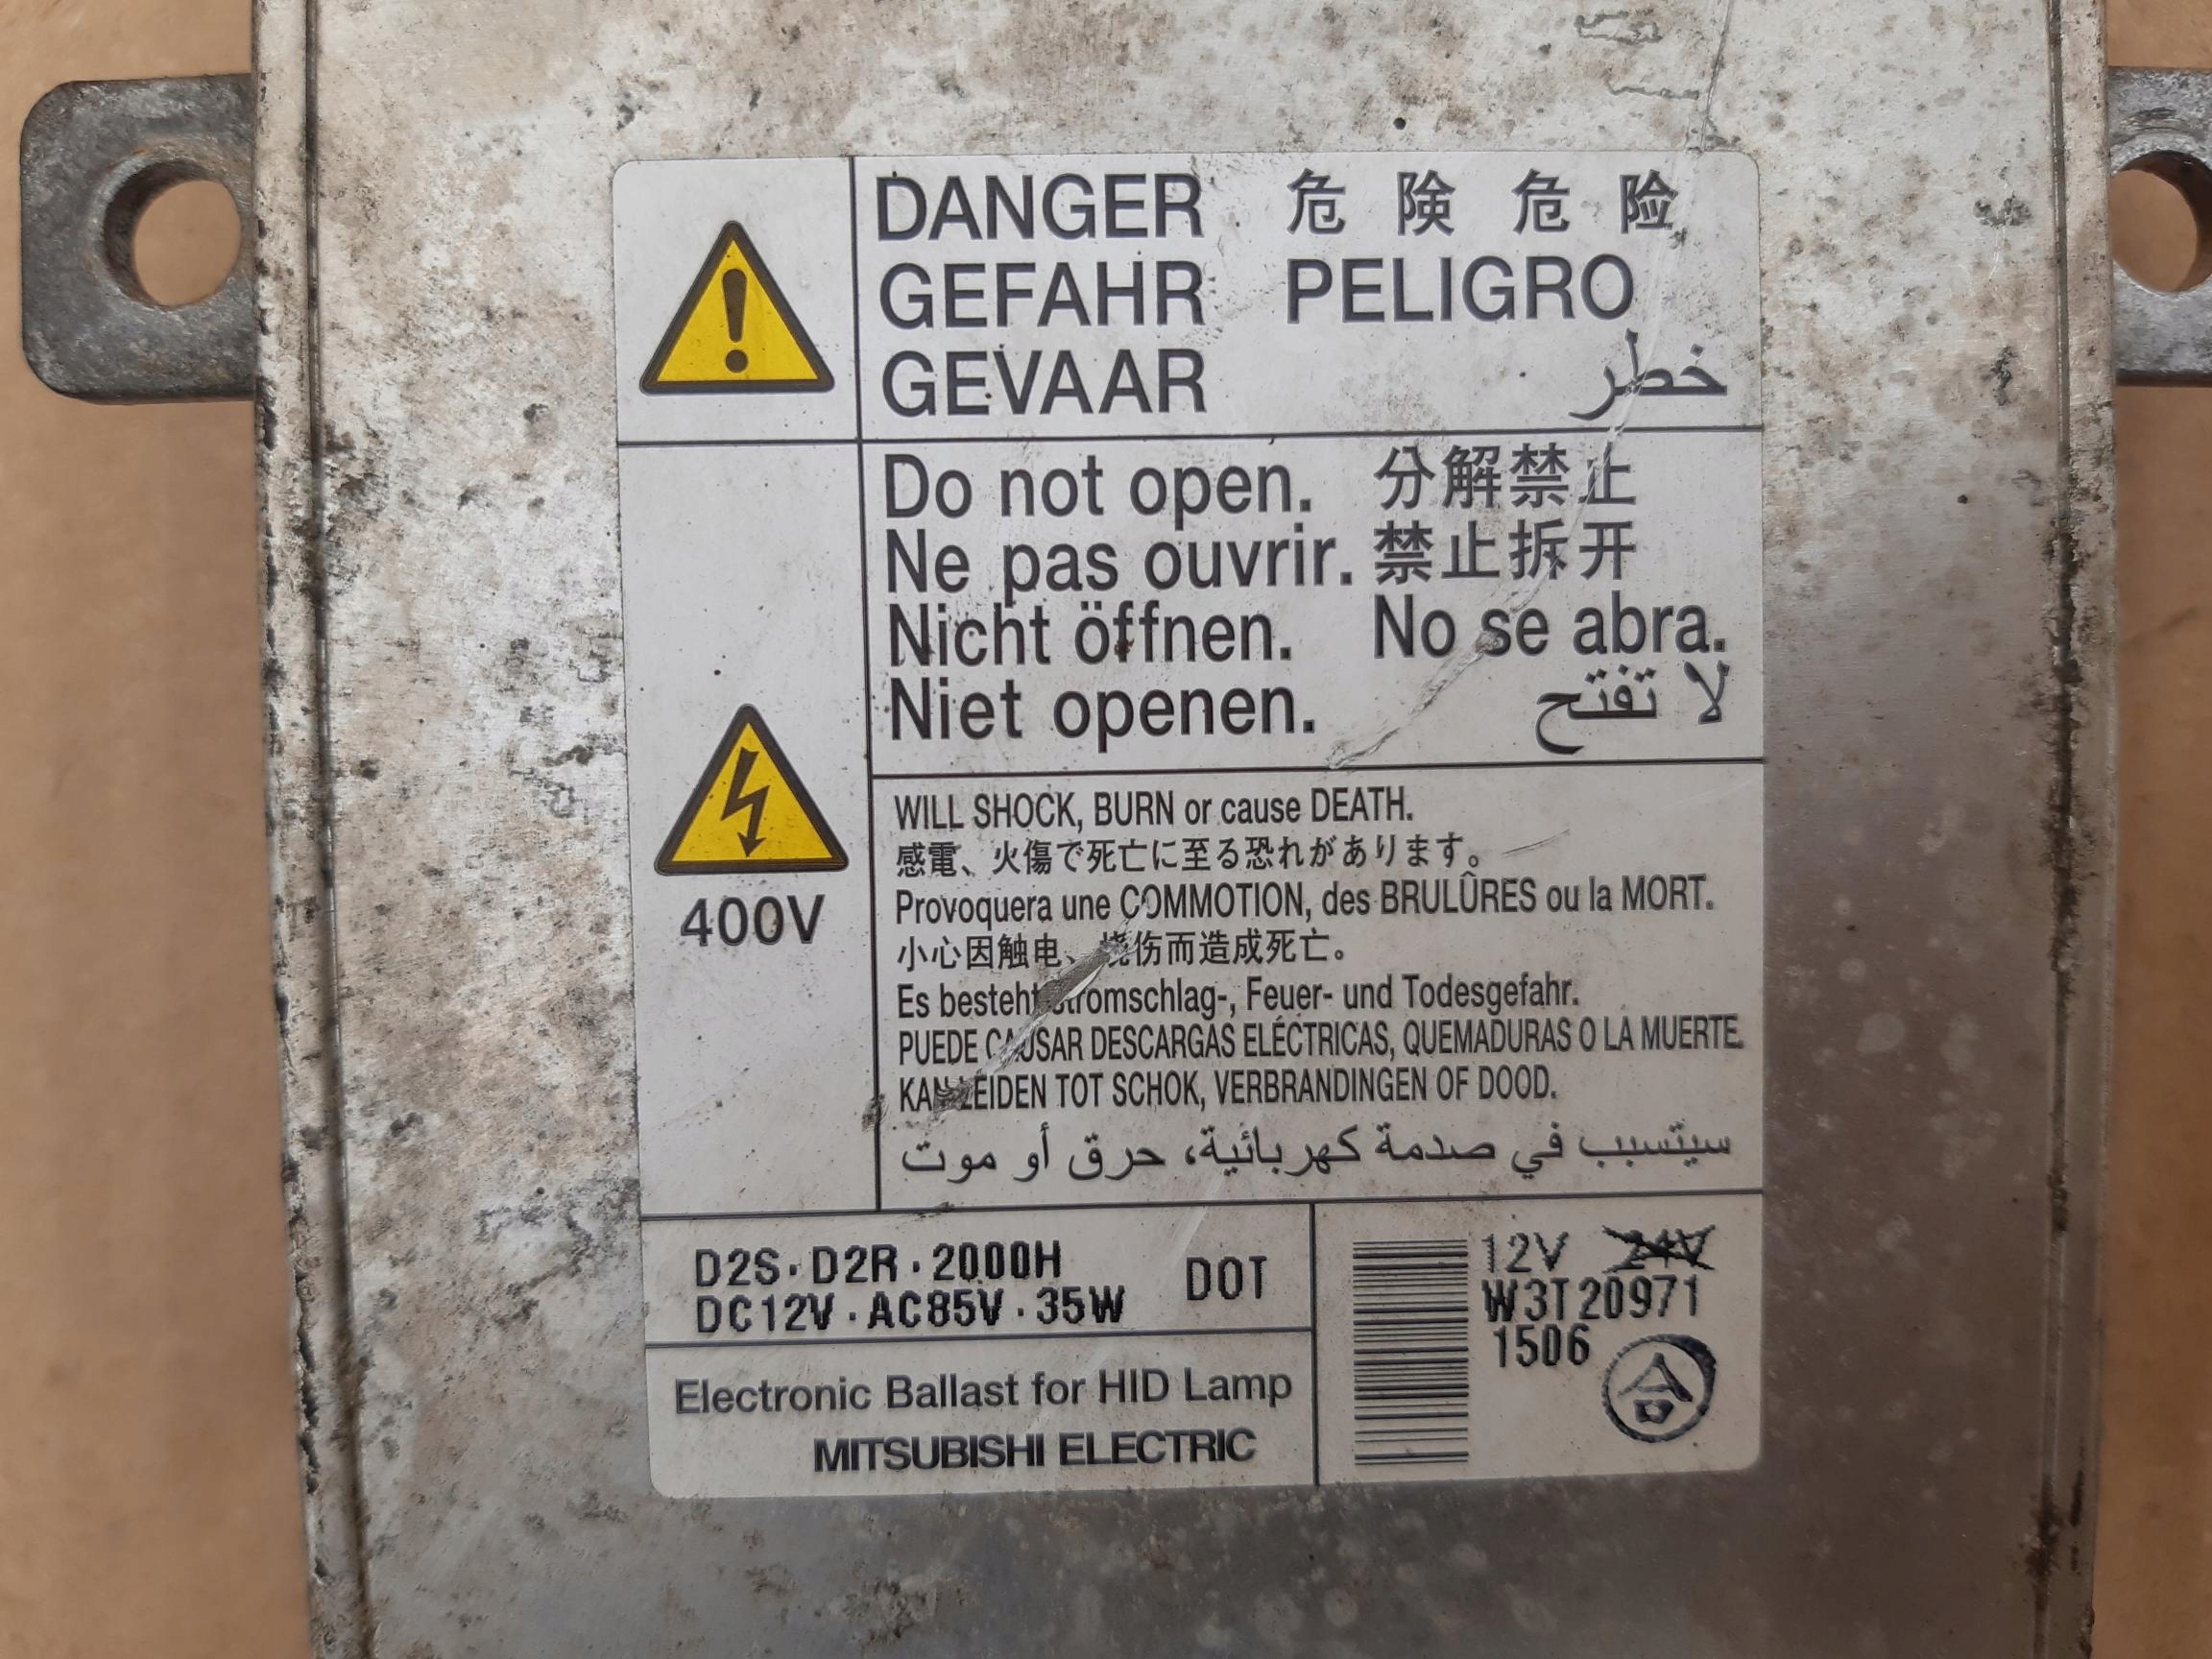 DANGER 危険 危险
GEFAHR PELIGRO
GEVAAR خطر
Do not open. 分解禁止
Ne pas ouvrir. 禁止拆开
Nicht öffnen. No se abra.
Niet openen. لا تفتح
WILL SHOCK, BURN or cause DEATH.
感電、火傷で死亡に至る恐れがあります。
Provoquera une COMMOTION, des BRULÛRES ou la MORT.
小心因触电、烧伤而造成死亡。
Es besteht Stromschlag-, Feuer- und Todesgefahr.
PUEDE CAUSAR DESCARGAS ELÉCTRICAS, QUEMADURAS O LA MUERTE.
KAN LEIDEN TOT SCHOK, VERBRANDINGEN OF DOOD.
سيتسبب في صدمة كهربائية، حرق أو موت
400V
D2S·D2R·2000H
DC12V·AC85V·35W DOT
Electronic Ballast for HID Lamp
MITSUBISHI ELECTRIC
12V 24V
W3T20971
1506
合